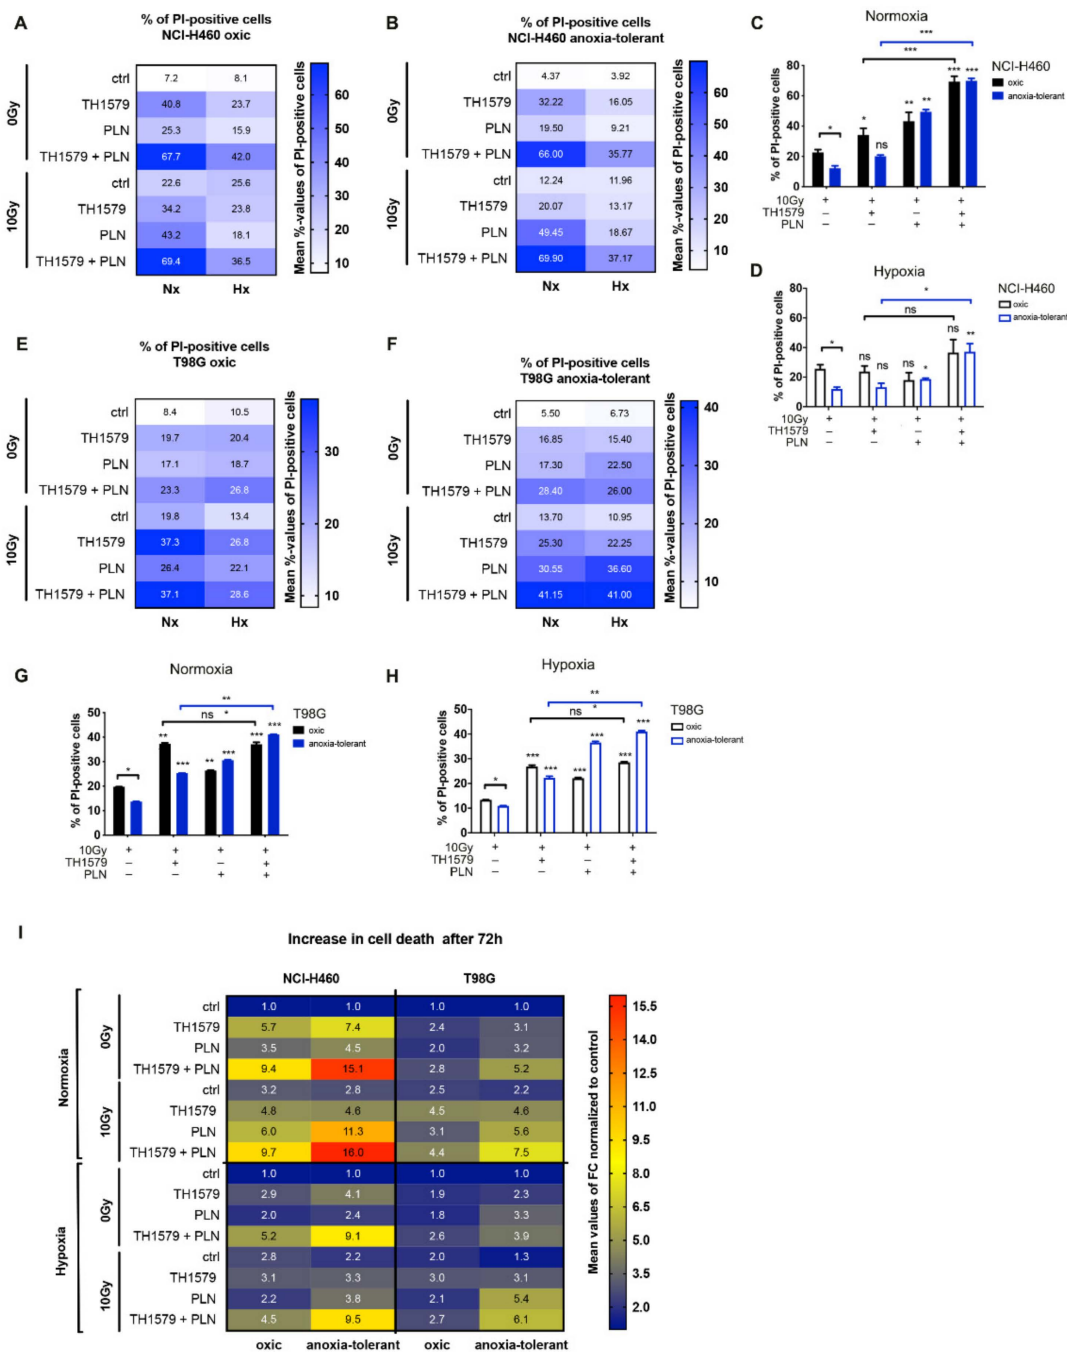 A
% of PI-positive cells
NCI-H460 oxic
0Gy
ctrl 7.2 8.1
TH1579 40.8 23.7
PLN 25.3 15.9
TH1579 + PLN 67.7 42.0
10Gy
ctrl 22.6 25.6
TH1579 34.2 23.8
PLN 43.2 18.1
TH1579 + PLN 69.4 36.5
Nx Hx
60
50
40
30
20
10
Mean %-values of PI-positive cells
B
% of PI-positive cells
NCI-H460 anoxia-tolerant
0Gy
ctrl 4.37 3.92
TH1579 32.22 16.05
PLN 19.50 9.21
TH1579 + PLN 66.00 35.77
10Gy
ctrl 12.24 11.96
TH1579 20.07 13.17
PLN 49.45 18.67
TH1579 + PLN 69.90 37.17
Nx Hx
60
50
40
30
20
10
Mean %-values of PI-positive cells
C
Normoxia
NCI-H460
oxic
anoxia-tolerant
% of PI-positive cells
80
60
40
20
0
***
***
* * ns ** ** *** ***
10Gy + + + +
TH1579 – + – +
PLN – – + +
D
Hypoxia
NCI-H460
oxic
anoxia-tolerant
% of PI-positive cells
80
60
40
20
0
*
ns
* ns ns ns * ns **
10Gy + + + +
TH1579 – + – +
PLN – – + +
E
% of PI-positive cells
T98G oxic
0Gy
ctrl 8.4 10.5
TH1579 19.7 20.4
PLN 17.1 18.7
TH1579 + PLN 23.3 26.8
10Gy
ctrl 19.8 13.4
TH1579 37.3 26.8
PLN 26.4 22.1
TH1579 + PLN 37.1 28.6
Nx Hx
30
20
10
Mean %-values of PI-positive cells
F
% of PI-positive cells
T98G anoxia-tolerant
0Gy
ctrl 5.50 6.73
TH1579 16.85 15.40
PLN 17.30 22.50
TH1579 + PLN 28.40 26.00
10Gy
ctrl 13.70 10.95
TH1579 25.30 22.25
PLN 30.55 36.60
TH1579 + PLN 41.15 41.00
Nx Hx
40
30
20
10
Mean %-values of PI-positive cells
G
Normoxia
T98G
oxic
anoxia-tolerant
% of PI-positive cells
50
40
30
20
10
0
**
ns *
* ** *** ** *** *** ***
10Gy + + + +
TH1579 – + – +
PLN – – + +
H
Hypoxia
T98G
oxic
anoxia-tolerant
% of PI-positive cells
50
40
30
20
10
0
**
ns *
* *** *** *** *** *** ***
10Gy + + + +
TH1579 – + – +
PLN – – + +
I
Increase in cell death after 72h
NCI-H460 T98G
Normoxia
0Gy
ctrl 1.0 1.0 1.0 1.0
TH1579 5.7 7.4 2.4 3.1
PLN 3.5 4.5 2.0 3.2
TH1579 + PLN 9.4 15.1 2.8 5.2
10Gy
ctrl 3.2 2.8 2.5 2.2
TH1579 4.8 4.6 4.5 4.6
PLN 6.0 11.3 3.1 5.6
TH1579 + PLN 9.7 16.0 4.4 7.5
Hypoxia
0Gy
ctrl 1.0 1.0 1.0 1.0
TH1579 2.9 4.1 1.9 2.3
PLN 2.0 2.4 1.8 3.3
TH1579 + PLN 5.2 9.1 2.6 3.9
10Gy
ctrl 2.8 2.2 2.0 1.3
TH1579 3.1 3.3 3.0 3.1
PLN 2.2 3.8 2.1 5.4
TH1579 + PLN 4.5 9.5 2.7 6.1
oxic anoxia-tolerant oxic anoxia-tolerant
15.5
14.0
12.5
11.0
9.5
8.0
6.5
5.0
3.5
2.0
Mean values of FC normalized to control